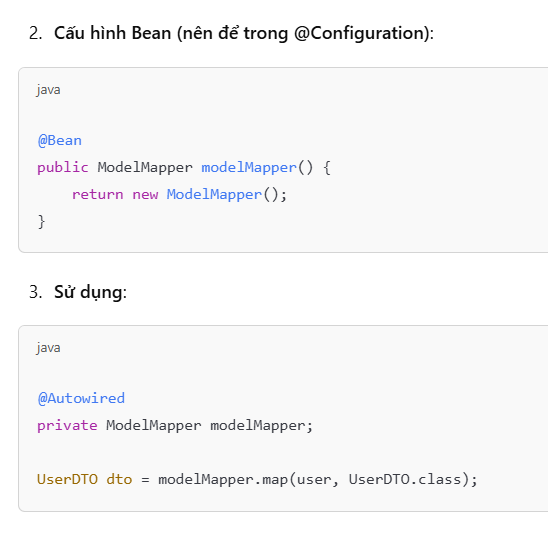 2. Cấu hình Bean (nên để trong @Configuration):
java
@Bean
public ModelMapper modelMapper() {
    return new ModelMapper();
}
3. Sử dụng:
java
@Autowired
private ModelMapper modelMapper;
UserDTO dto = modelMapper.map(user, UserDTO.class);